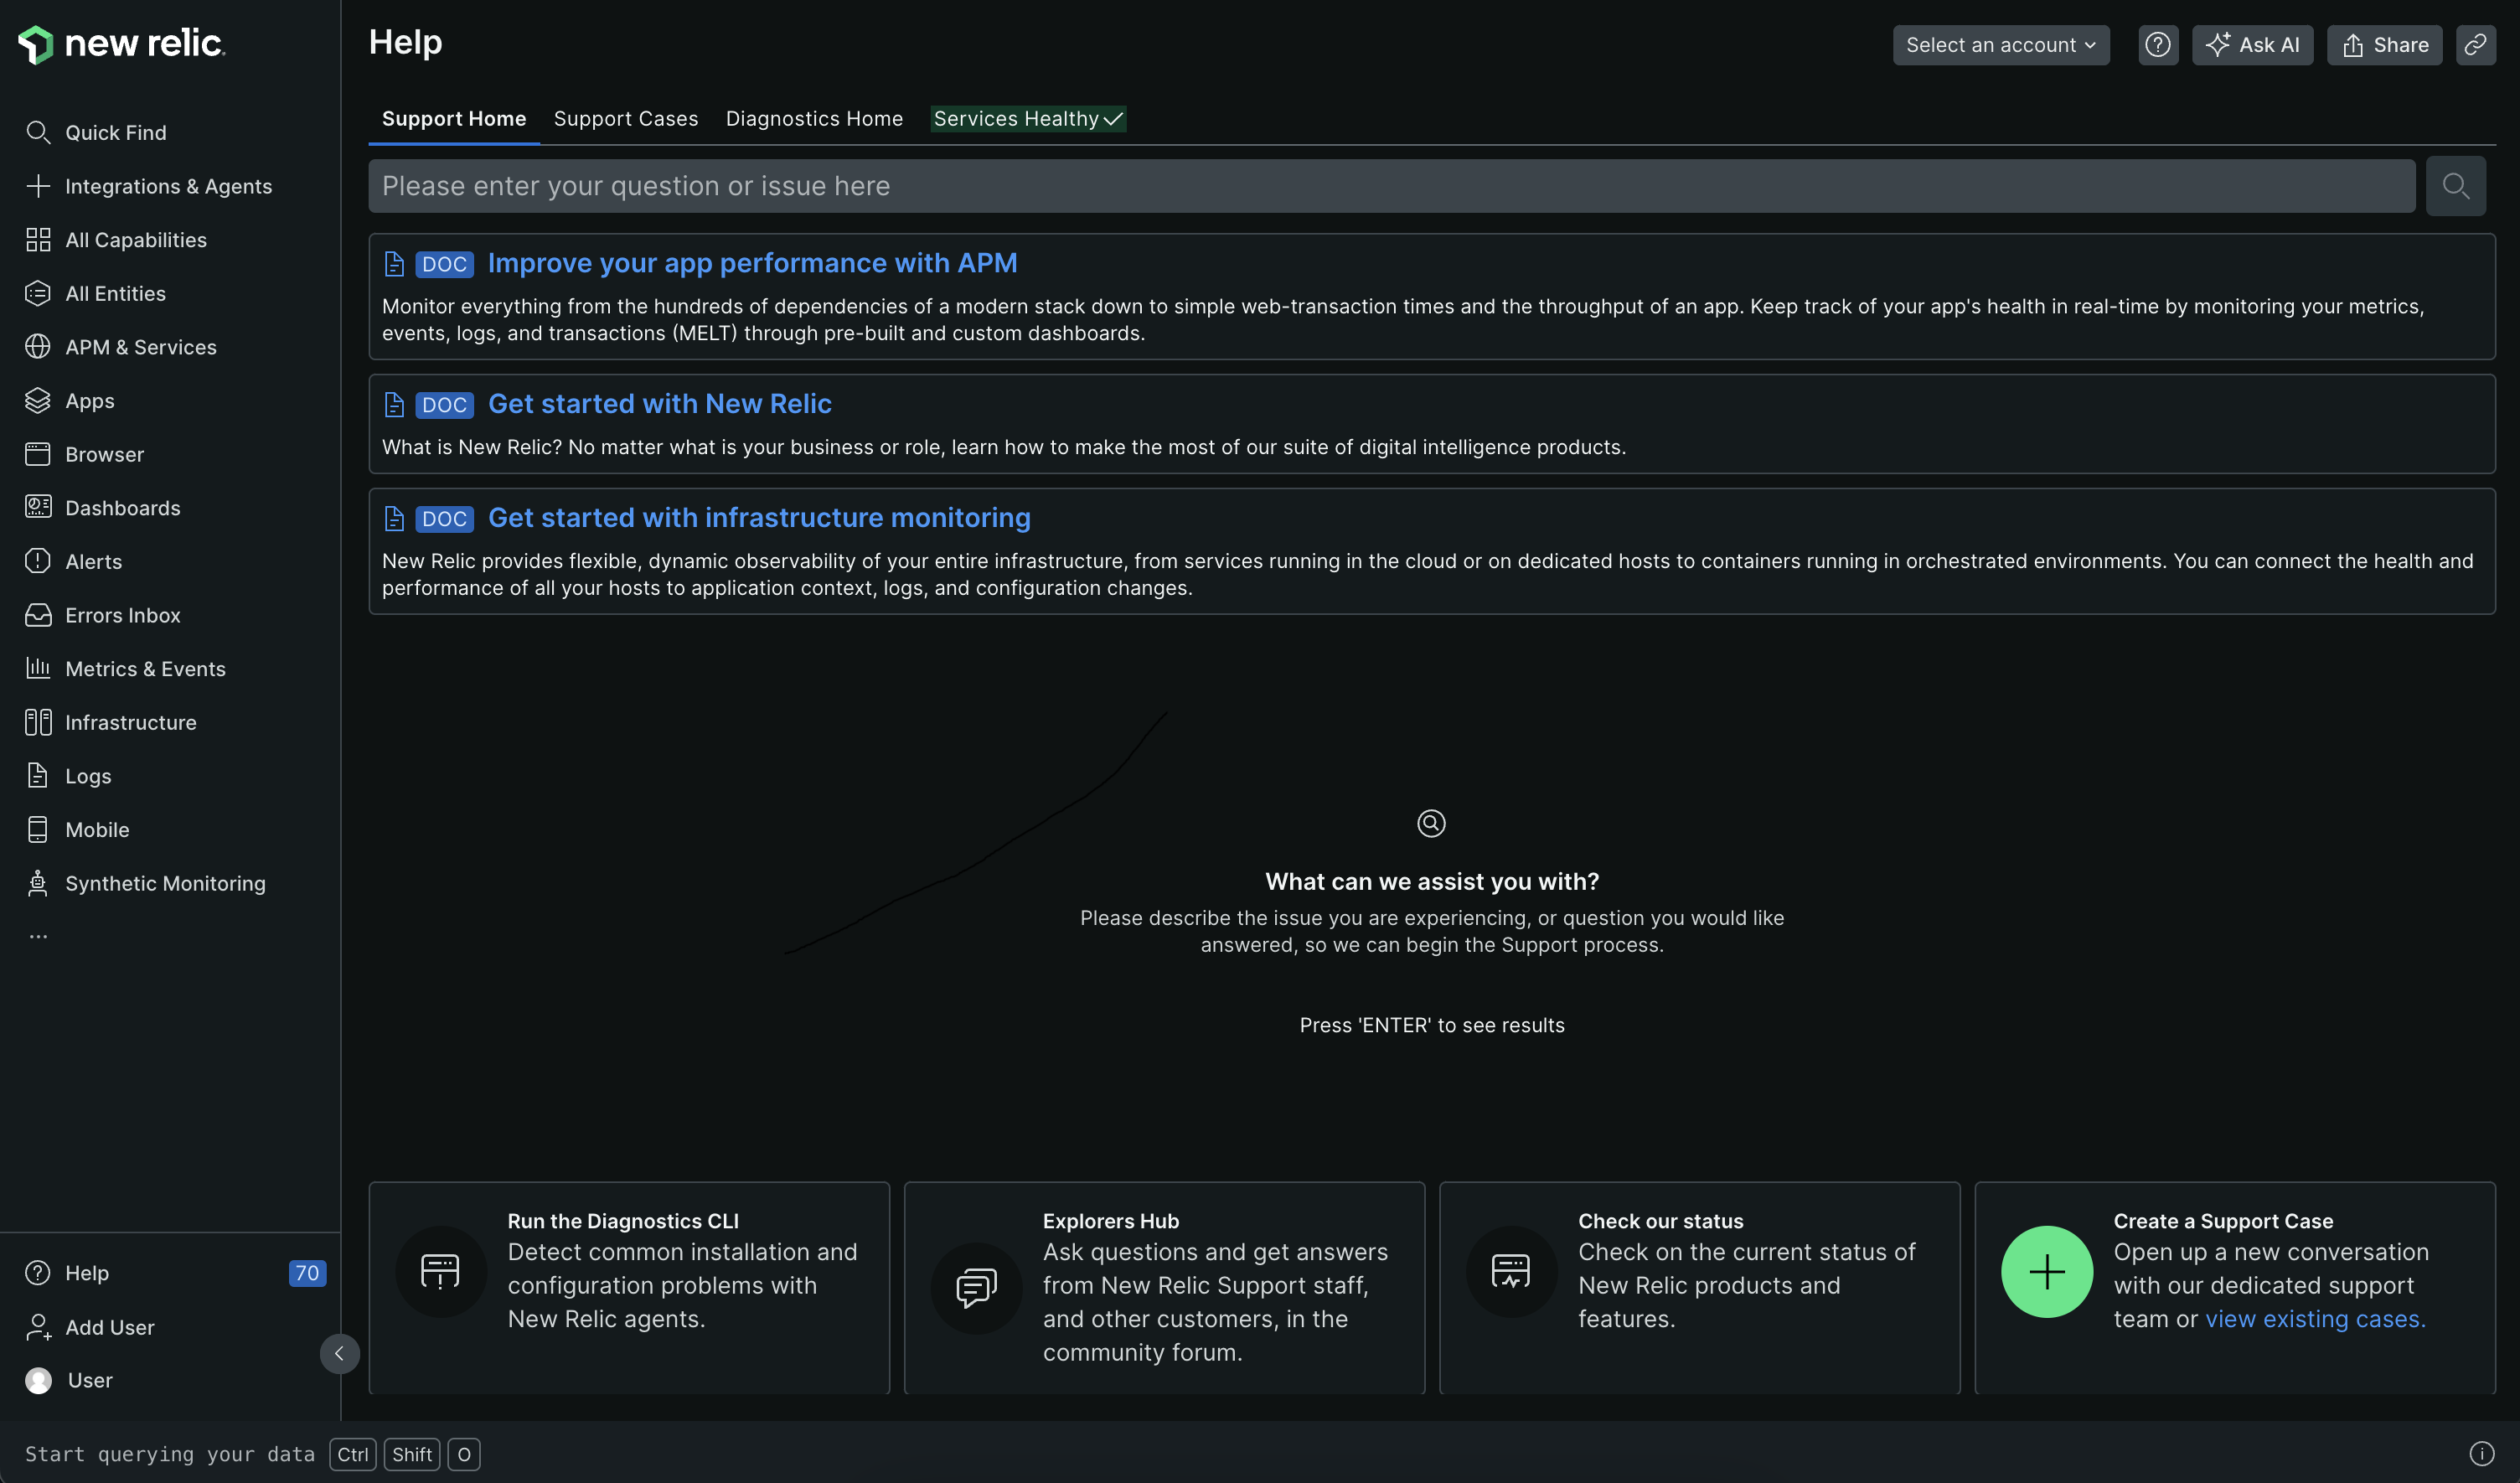 new relic.
Quick Find
Integrations & Agents
All Capabilities
All Entities
APM & Services
Apps
Browser
Dashboards
Alerts
Errors Inbox
Metrics & Events
Infrastructure
Logs
Mobile
Synthetic Monitoring
...
Help 70
Add User
User
Help
Select an account
Ask AI
Share
Support Home Support Cases Diagnostics Home Services Healthy
Please enter your question or issue here
DOC Improve your app performance with APM
Monitor everything from the hundreds of dependencies of a modern stack down to simple web-transaction times and the throughput of an app. Keep track of your app's health in real-time by monitoring your metrics,
events, logs, and transactions (MELT) through pre-built and custom dashboards.
DOC Get started with New Relic
What is New Relic? No matter what is your business or role, learn how to make the most of our suite of digital intelligence products.
DOC Get started with infrastructure monitoring
New Relic provides flexible, dynamic observability of your entire infrastructure, from services running in the cloud or on dedicated hosts to containers running in orchestrated environments. You can connect the health and
performance of all your hosts to application context, logs, and configuration changes.
What can we assist you with?
Please describe the issue you are experiencing, or question you would like
answered, so we can begin the Support process.
Press 'ENTER' to see results
Run the Diagnostics CLI
Detect common installation and
configuration problems with
New Relic agents.
Explorers Hub
Ask questions and get answers
from New Relic Support staff,
and other customers, in the
community forum.
Check our status
Check on the current status of
New Relic products and
features.
Create a Support Case
Open up a new conversation
with our dedicated support
team or view existing cases.
Start querying your data Ctrl Shift O